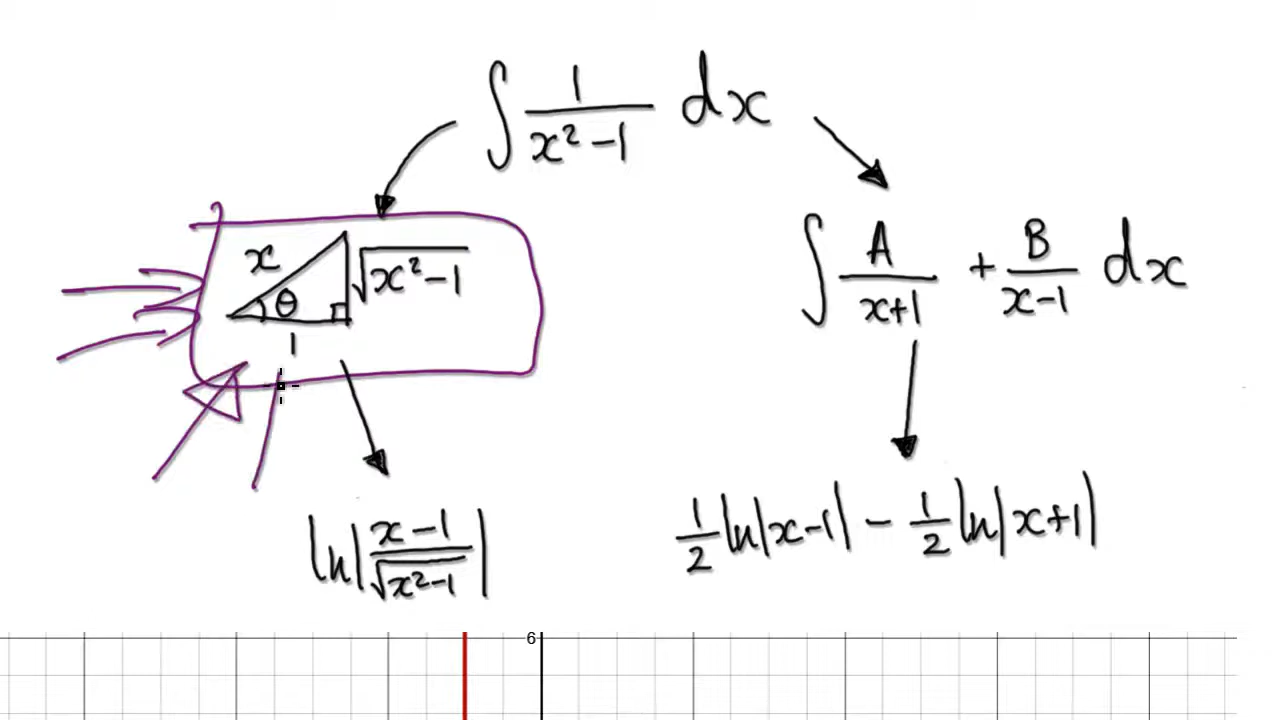 ∫ 1/(x²-1) dx
x √(x²-1)
θ
1
∫ A/(x+1) + B/(x-1) dx
ln|(x-1)/√(x²-1)|
1/2 ln|x-1| - 1/2 ln|x+1|
6